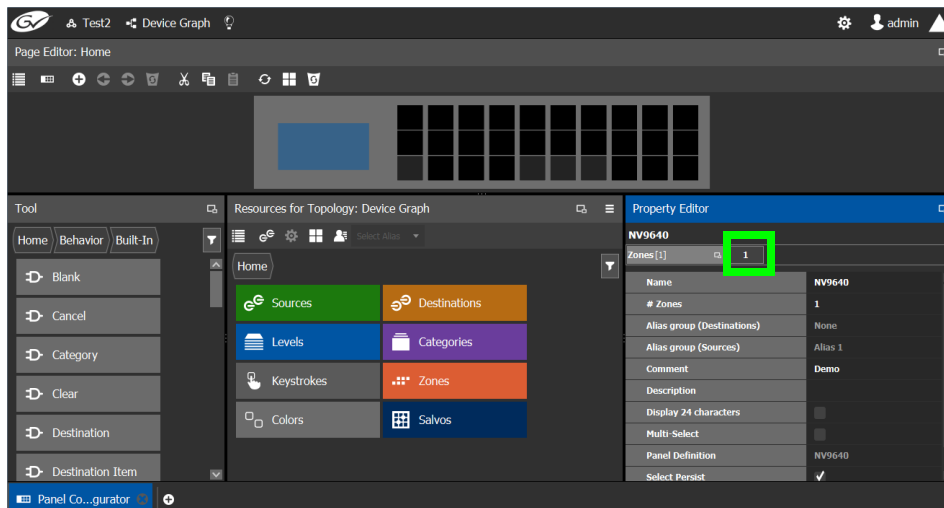 GV Test2 Device Graph admin
Page Editor: Home
Tool
Home Behavior Built-In
Blank
Cancel
Category
Clear
Destination
Destination Item
Resources for Topology: Device Graph
Select Alias
Home
Sources Destinations
Levels Categories
Keystrokes Zones
Colors Salvos
Property Editor
NV9640
Zones [1] 1
Name NV9640
# Zones 1
Alias group (Destinations) None
Alias group (Sources) Alias 1
Comment Demo
Description
Display 24 characters
Multi-Select
Panel Definition NV9640
Select Persist
Panel Co...gurator